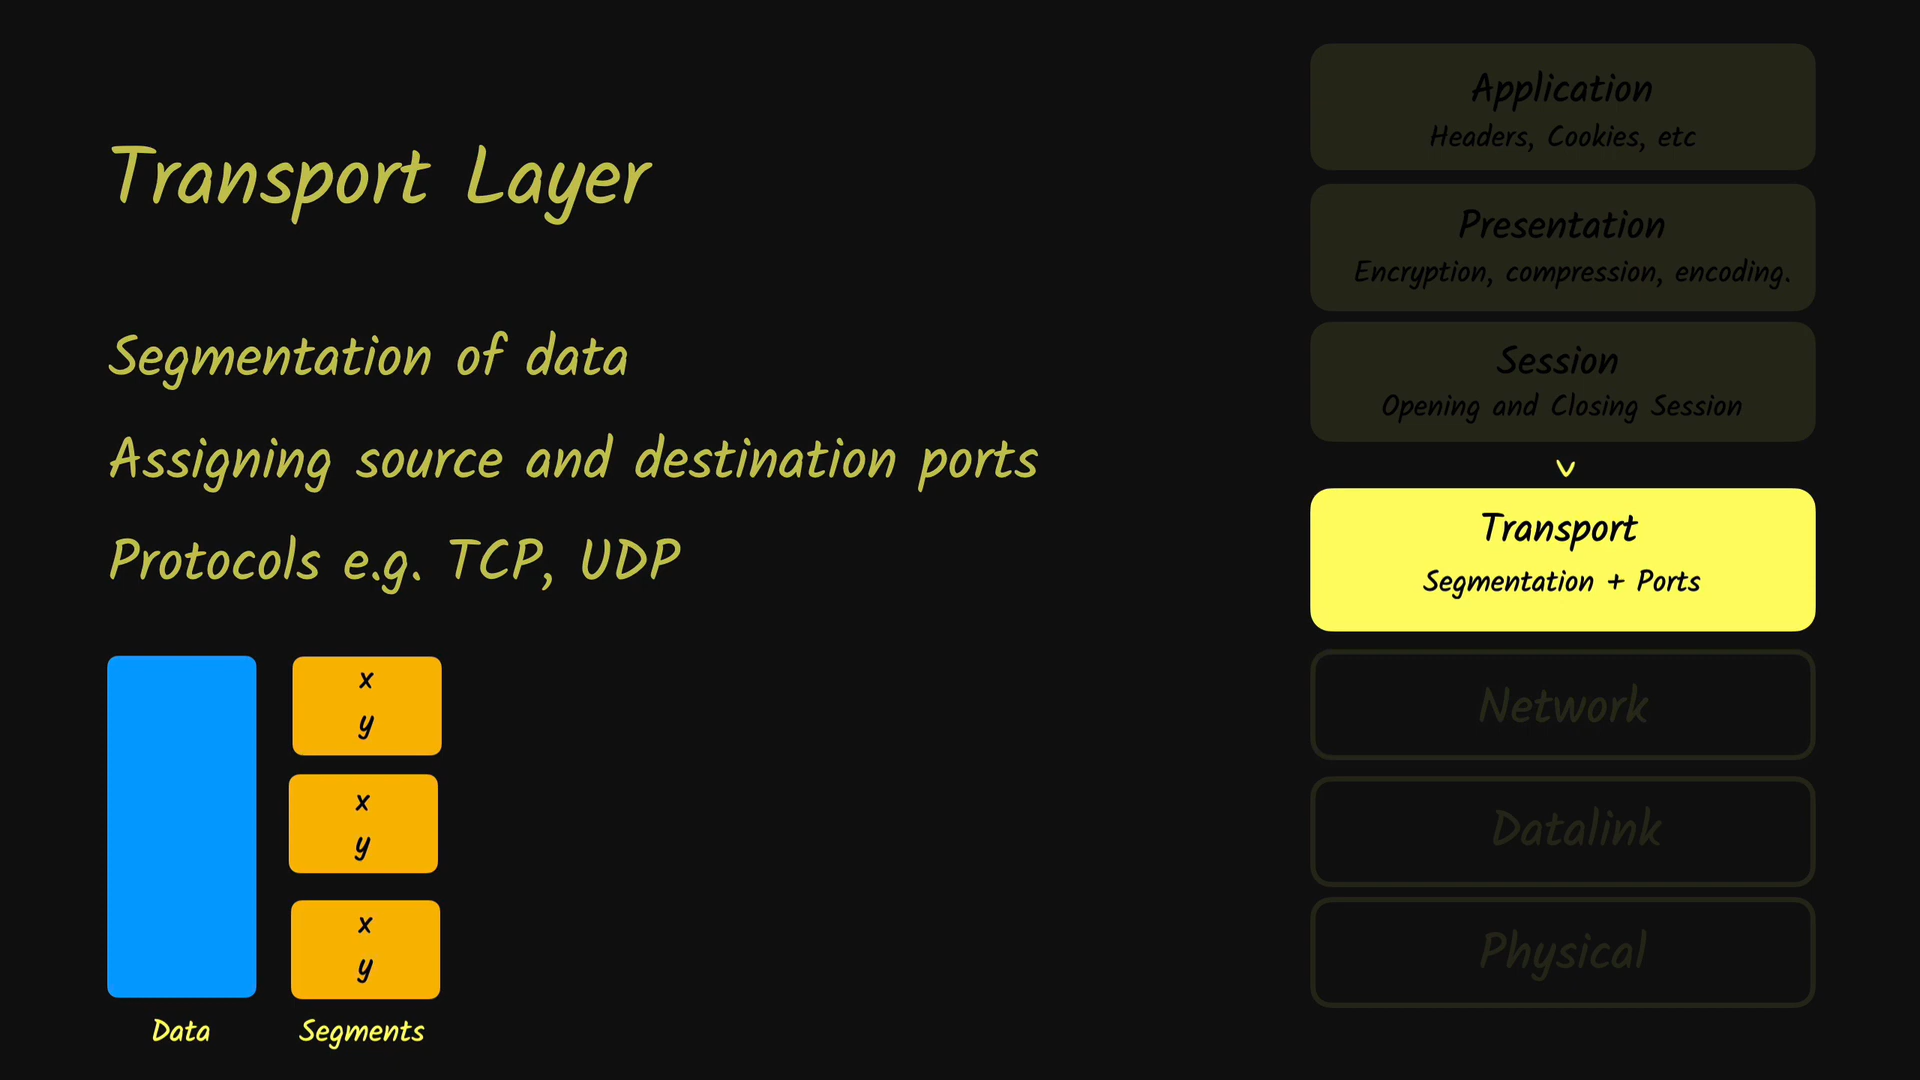 Transport Layer
Segmentation of data
Assigning source and destination ports
Protocols e.g. TCP, UDP
x
y
x
y
x
y
Data
Segments
Application
Headers, Cookies, etc
Presentation
Encryption, compression, encoding.
Session
Opening and Closing Session
Transport
Segmentation + Ports
Network
Datalink
Physical